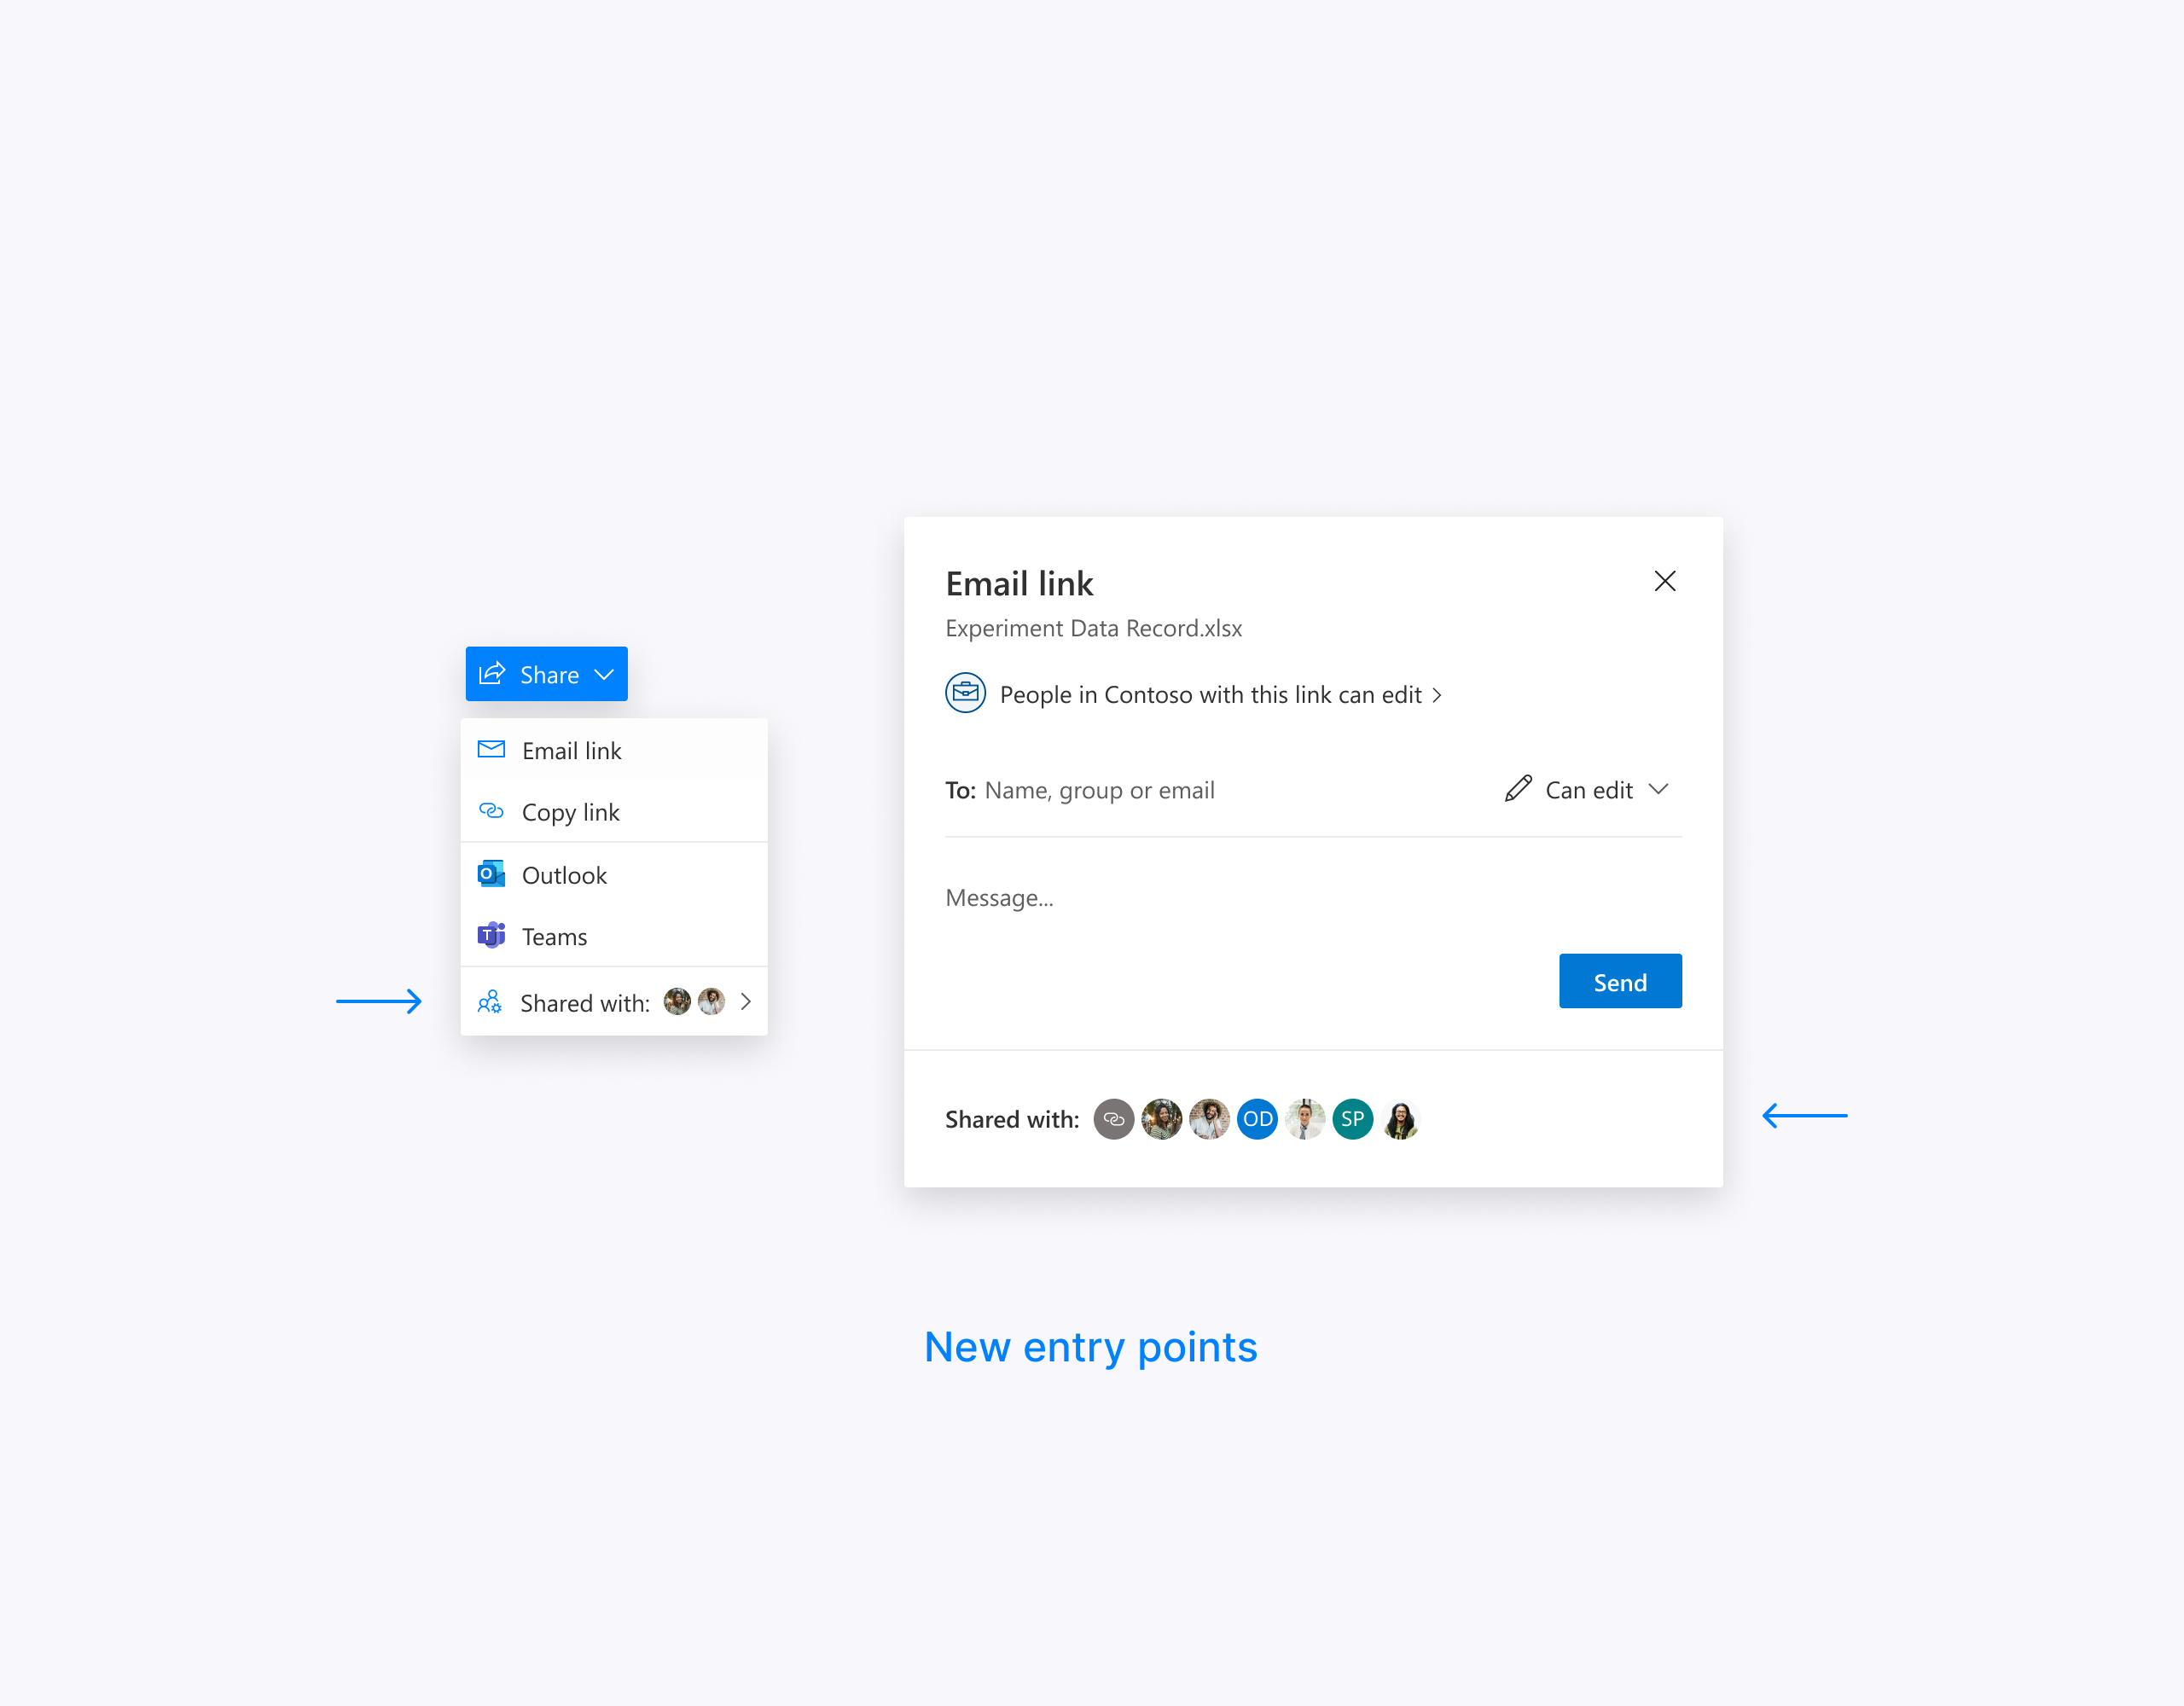 Share
Email link
Copy link
Outlook
Teams
Shared with:
Email link
Experiment Data Record.xlsx
People in Contoso with this link can edit
To: Name, group or email
Can edit
Message...
Send
Shared with: OD SP
New entry points